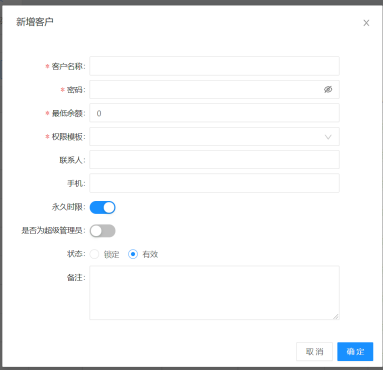 新增客户
* 客户名称:
* 密码:
* 最低余额: 0
* 权限模板:
联系人:
手机:
永久时限:
是否为超级管理员:
状态: 锁定 有效
备注:
取 消 确 定